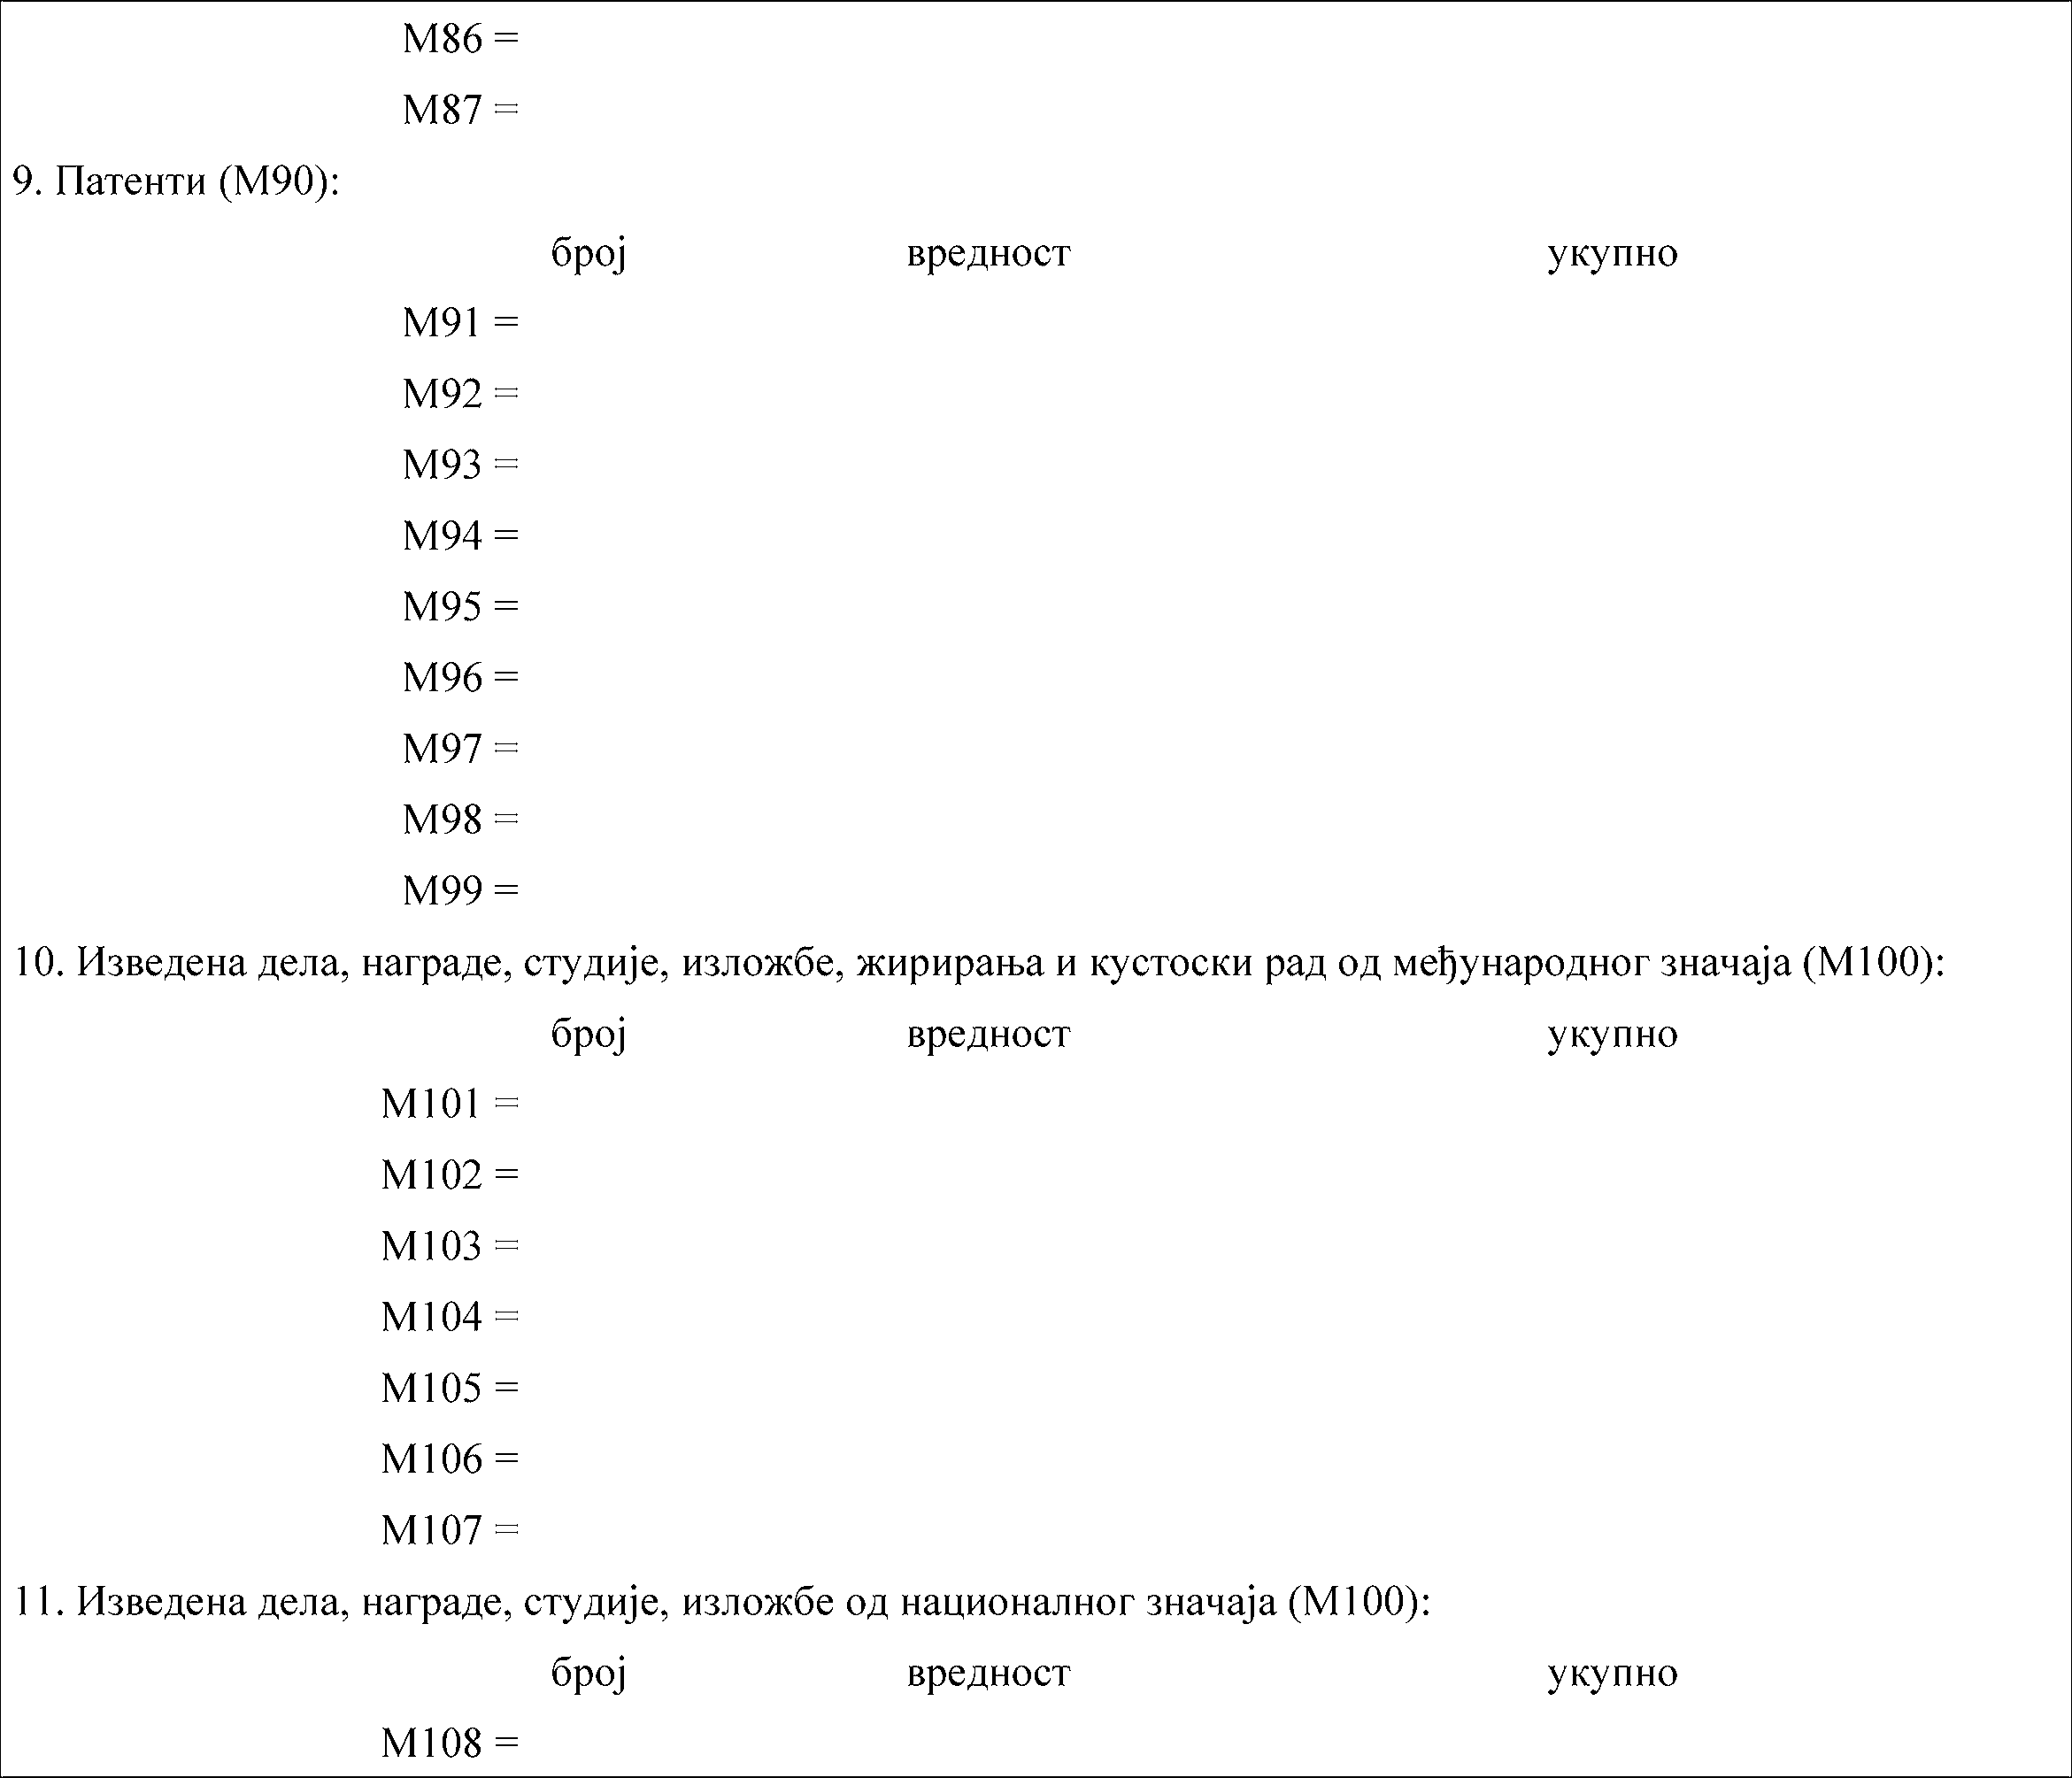 М86 =
М87 =
9. Патенти (М90):
број вредност укупно
М91 =
М92 =
М93 =
М94 =
М95 =
М96 =
М97 =
М98 =
М99 =
10. Изведена дела, награде, студије, изложбе, жирирања и кустоски рад од међународног значаја (М100):
број вредност укупно
М101 =
М102 =
М103 =
М104 =
М105 =
М106 =
М107 =
11. Изведена дела, награде, студије, изложбе од националног значаја (М100):
број вредност укупно
М108 =